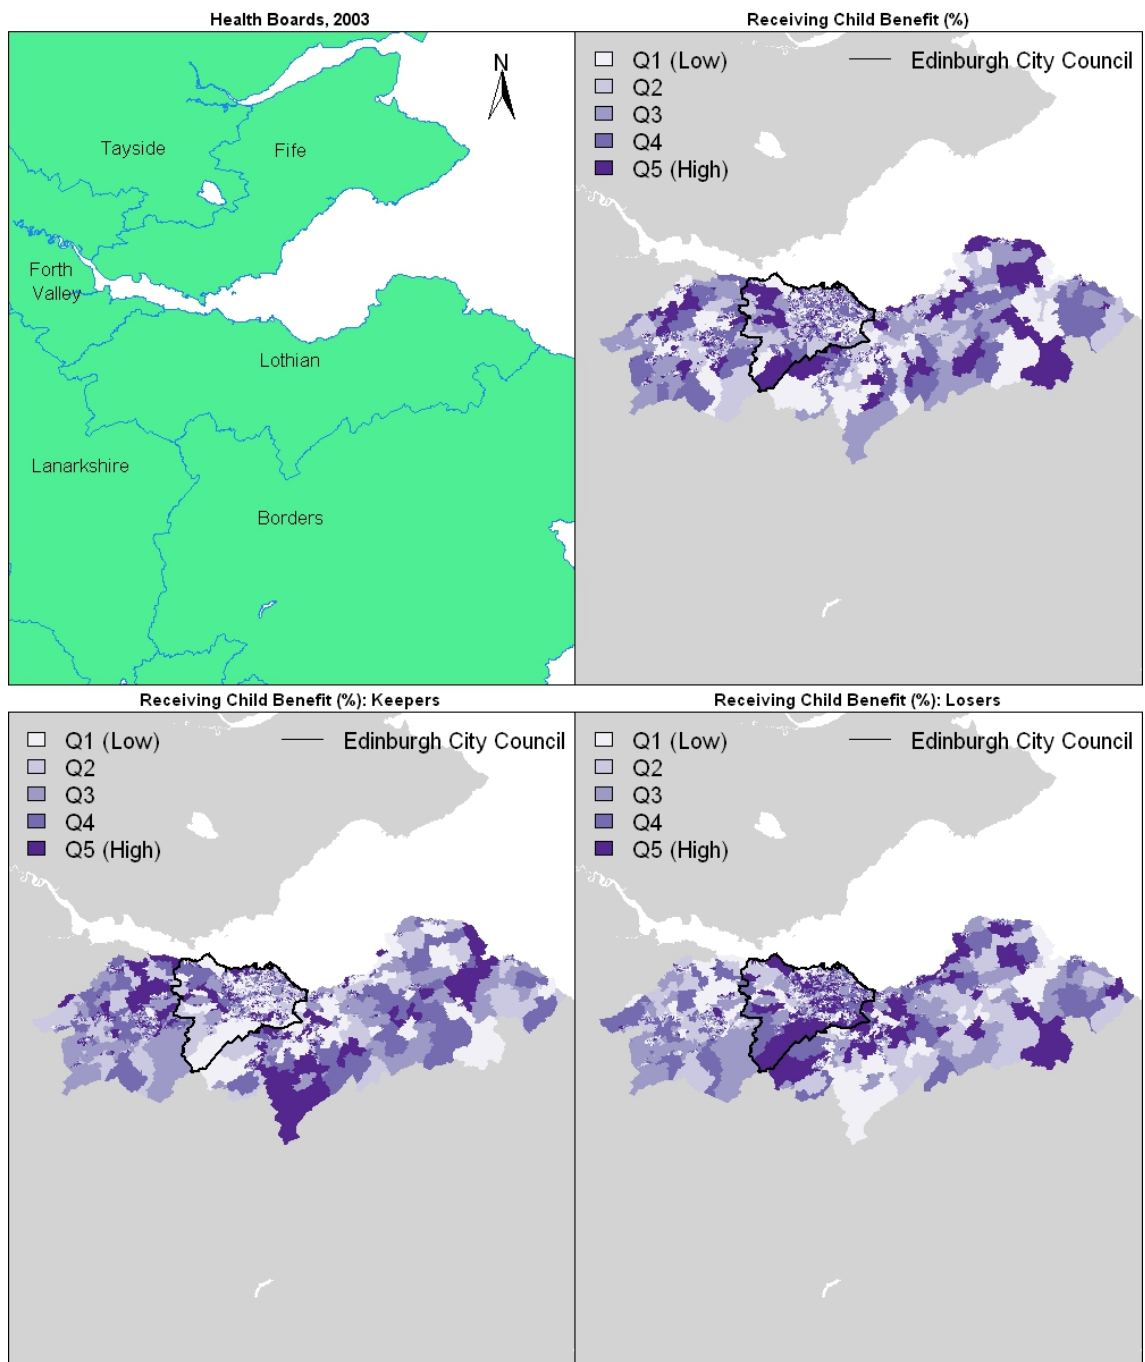 Health Boards, 2003
Receiving Child Benefit (%)
N
Tayside
Fife
Forth
Valley
Lothian
Lanarkshire
Borders
Q1 (Low)
Q2
Q3
Q4
Q5 (High)
Edinburgh City Council
Receiving Child Benefit (%): Keepers
Receiving Child Benefit (%): Losers
Q1 (Low)
Q2
Q3
Q4
Q5 (High)
Edinburgh City Council
Q1 (Low)
Q2
Q3
Q4
Q5 (High)
Edinburgh City Council